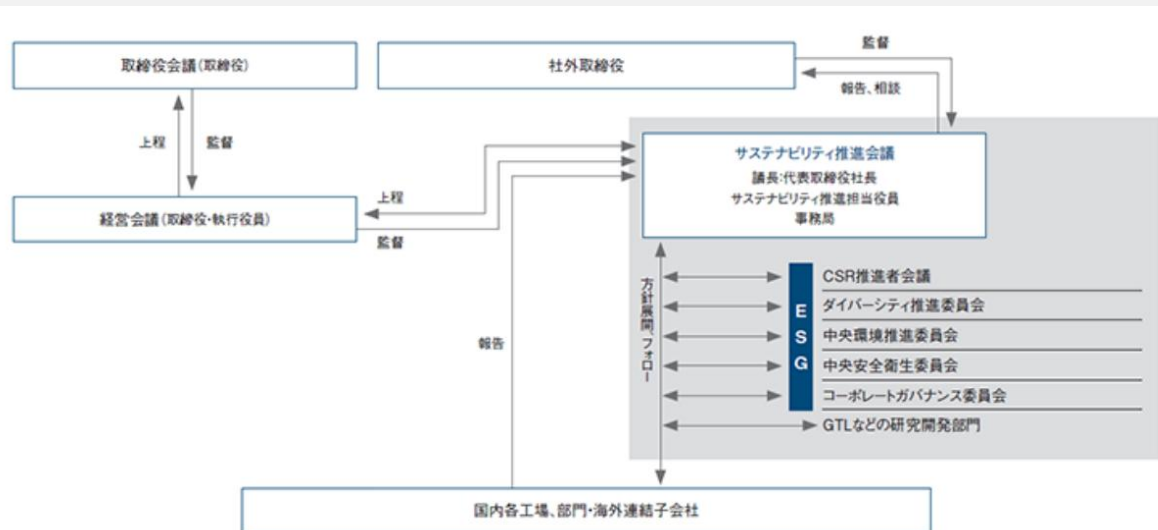 取締役会議(取締役)
社外取締役
監督
報告、相談
上程
監督
サステナビリティ推進会議
議長:代表取締役社長
サステナビリティ推進担当役員
事務局
経営会議(取締役・執行役員)
上程
監督
方針展開、フォロー
E
S
G
CSR推進者会議
ダイバーシティ推進委員会
中央環境推進委員会
中央安全衛生委員会
コーポレートガバナンス委員会
GTLなどの研究開発部門
報告
国内各工場、部門・海外連結子会社